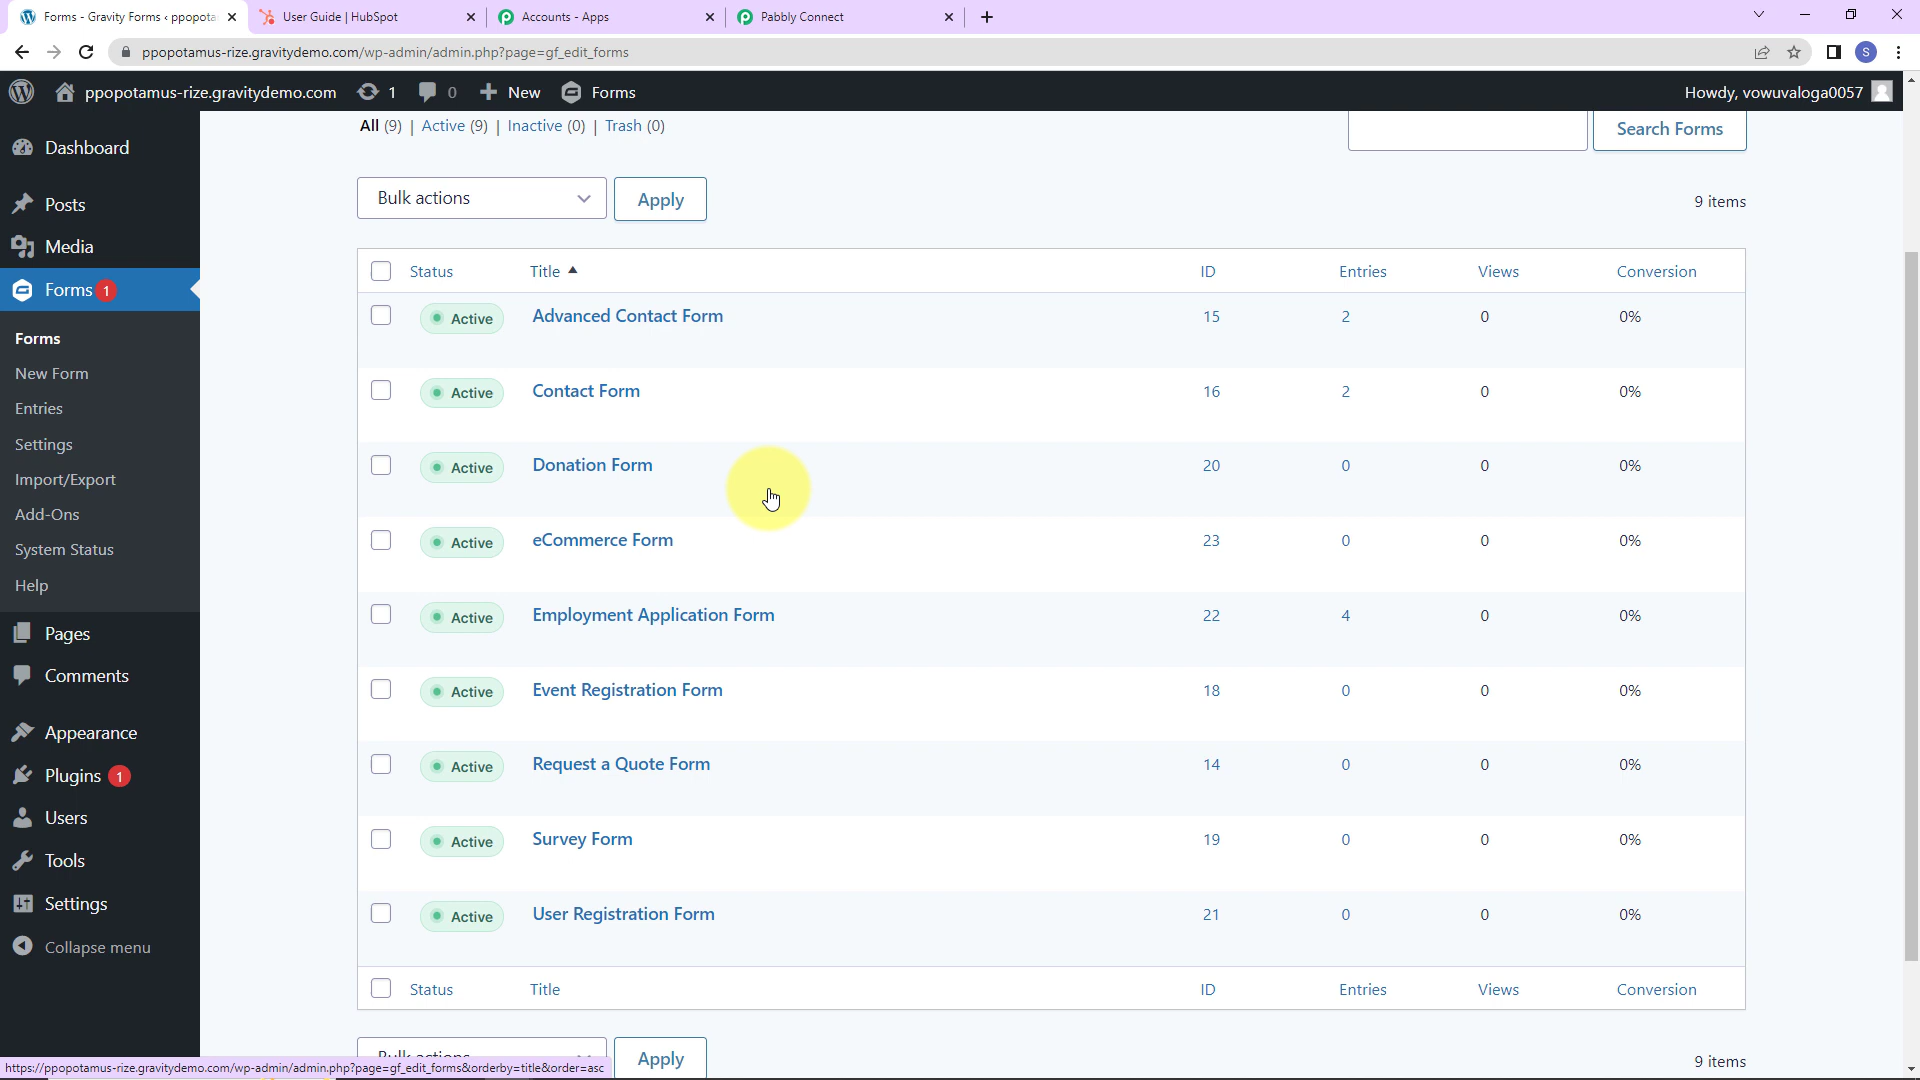 Forms - Gravity Forms ‹ ppopota
User Guide | HubSpot
Accounts - Apps
Pabbly Connect
ppopotamus-rize.gravitydemo.com/wp-admin/admin.php?page=gf_edit_forms
S
ppopotamus-rize.gravitydemo.com 1 0 New Forms
Howdy, vowuvaloga0057
Dashboard
Posts
Media
Forms 1
Forms
New Form
Entries
Settings
Import/Export
Add-Ons
System Status
Help
Pages
Comments
Appearance
Plugins 1
Users
Tools
Settings
Collapse menu
All (9) | Active (9) | Inactive (0) | Trash (0)
Search Forms
Bulk actions Apply
9 items
Status Title ID Entries Views Conversion
Active Advanced Contact Form 15 2 0 0%
Active Contact Form 16 2 0 0%
Active Donation Form 20 0 0 0%
Active eCommerce Form 23 0 0 0%
Active Employment Application Form 22 4 0 0%
Active Event Registration Form 18 0 0 0%
Active Request a Quote Form 14 0 0 0%
Active Survey Form 19 0 0 0%
Active User Registration Form 21 0 0 0%
Status Title ID Entries Views Conversion
Bulk actions Apply
9 items
https://ppopotamus-rize.gravitydemo.com/wp-admin/admin.php?page=gf_edit_forms&orderby=title&order=asc